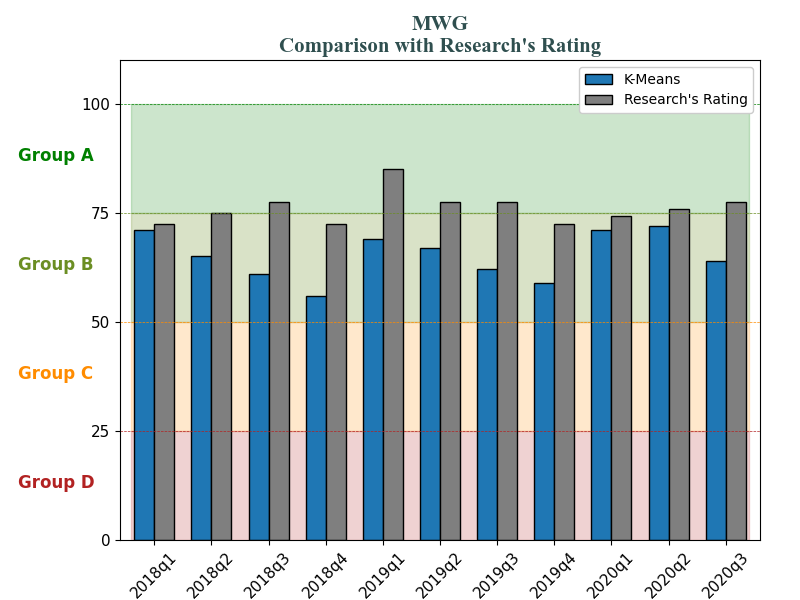 MWG
Comparison with Research's Rating
K-Means
Research's Rating
100
Group A
75
Group B
50
Group C
25
Group D
0
2018q1 2018q2 2018q3 2018q4 2019q1 2019q2 2019q3 2019q4 2020q1 2020q2 2020q3